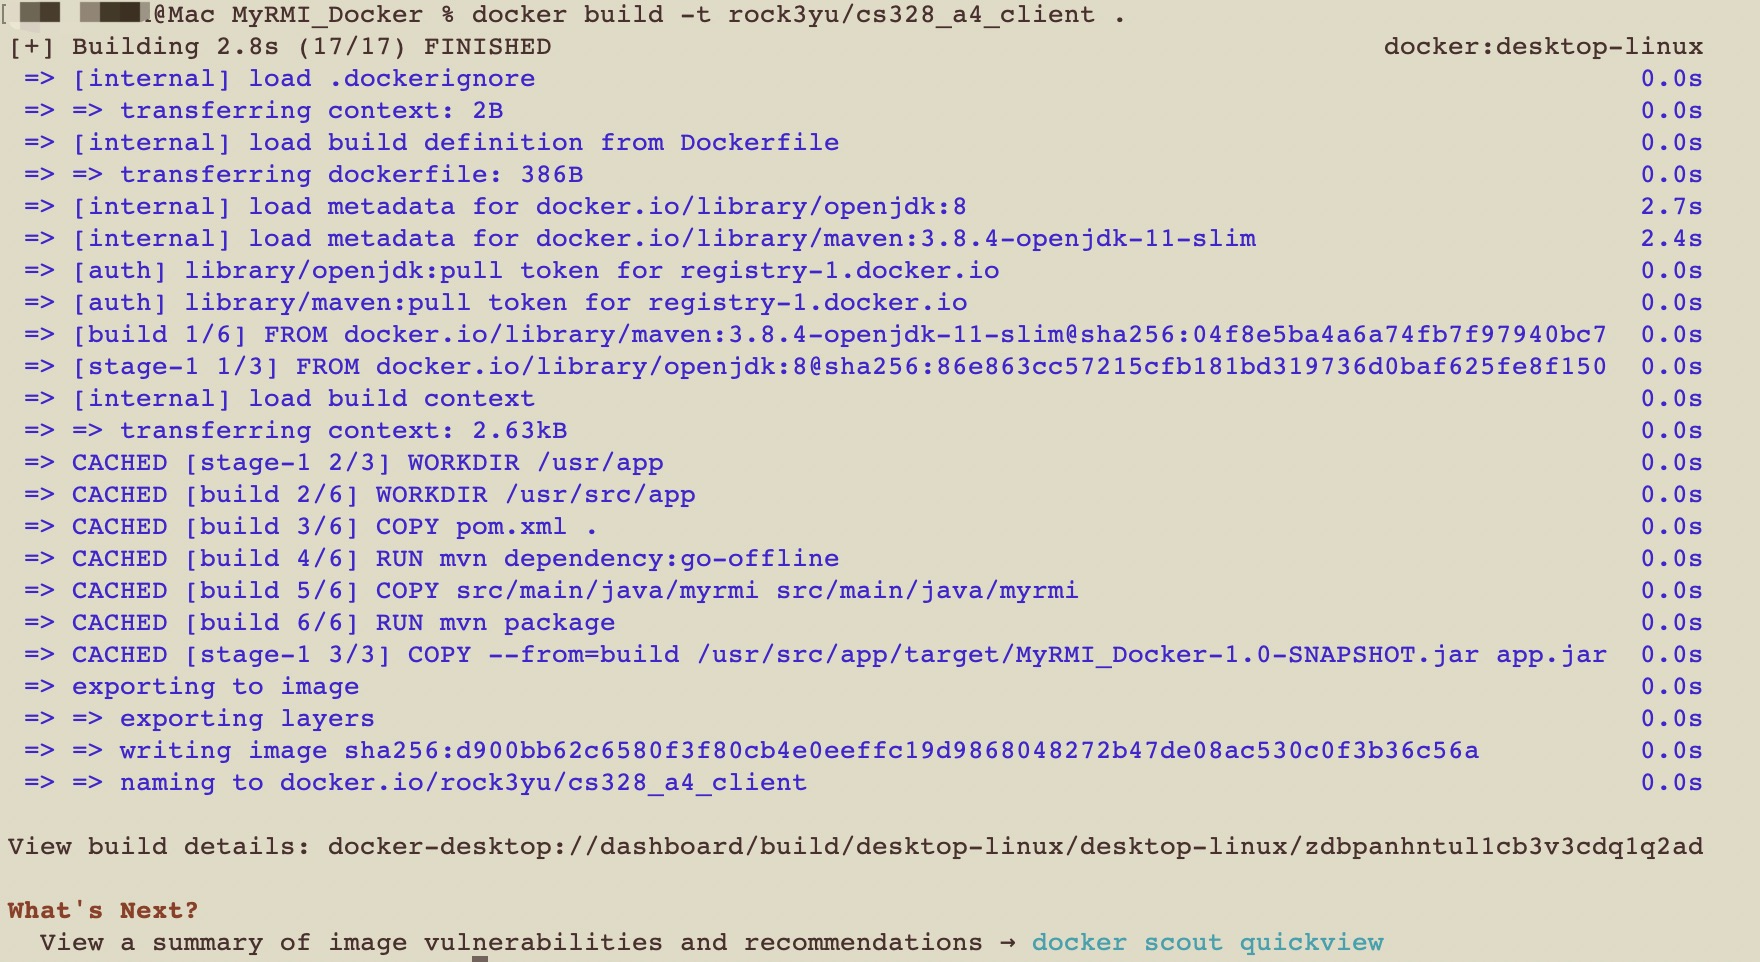 @Mac MyRMI_Docker % docker build -t rock3yu/cs328_a4_client .
[+] Building 2.8s (17/17) FINISHED docker:desktop-linux
=> [internal] load .dockerignore 0.0s
=> => transferring context: 2B 0.0s
=> [internal] load build definition from Dockerfile 0.0s
=> => transferring dockerfile: 386B 0.0s
=> [internal] load metadata for docker.io/library/openjdk:8 2.7s
=> [internal] load metadata for docker.io/library/maven:3.8.4-openjdk-11-slim 2.4s
=> [auth] library/openjdk:pull token for registry-1.docker.io 0.0s
=> [auth] library/maven:pull token for registry-1.docker.io 0.0s
=> [build 1/6] FROM docker.io/library/maven:3.8.4-openjdk-11-slim@sha256:04f8e5ba4a6a74fb7f97940bc7 0.0s
=> [stage-1 1/3] FROM docker.io/library/openjdk:8@sha256:86e863cc57215cfb181bd319736d0baf625fe8f150 0.0s
=> [internal] load build context 0.0s
=> => transferring context: 2.63kB 0.0s
=> CACHED [stage-1 2/3] WORKDIR /usr/app 0.0s
=> CACHED [build 2/6] WORKDIR /usr/src/app 0.0s
=> CACHED [build 3/6] COPY pom.xml . 0.0s
=> CACHED [build 4/6] RUN mvn dependency:go-offline 0.0s
=> CACHED [build 5/6] COPY src/main/java/myrmi src/main/java/myrmi 0.0s
=> CACHED [build 6/6] RUN mvn package 0.0s
=> CACHED [stage-1 3/3] COPY --from=build /usr/src/app/target/MyRMI_Docker-1.0-SNAPSHOT.jar app.jar 0.0s
=> exporting to image 0.0s
=> => exporting layers 0.0s
=> => writing image sha256:d900bb62c6580f3f80cb4e0eeffc19d9868048272b47de08ac530c0f3b36c56a 0.0s
=> => naming to docker.io/rock3yu/cs328_a4_client 0.0s
View build details: docker-desktop://dashboard/build/desktop-linux/desktop-linux/zdbpanhntul1cb3v3cdq1q2ad
What's Next?
View a summary of image vulnerabilities and recommendations → docker scout quickview